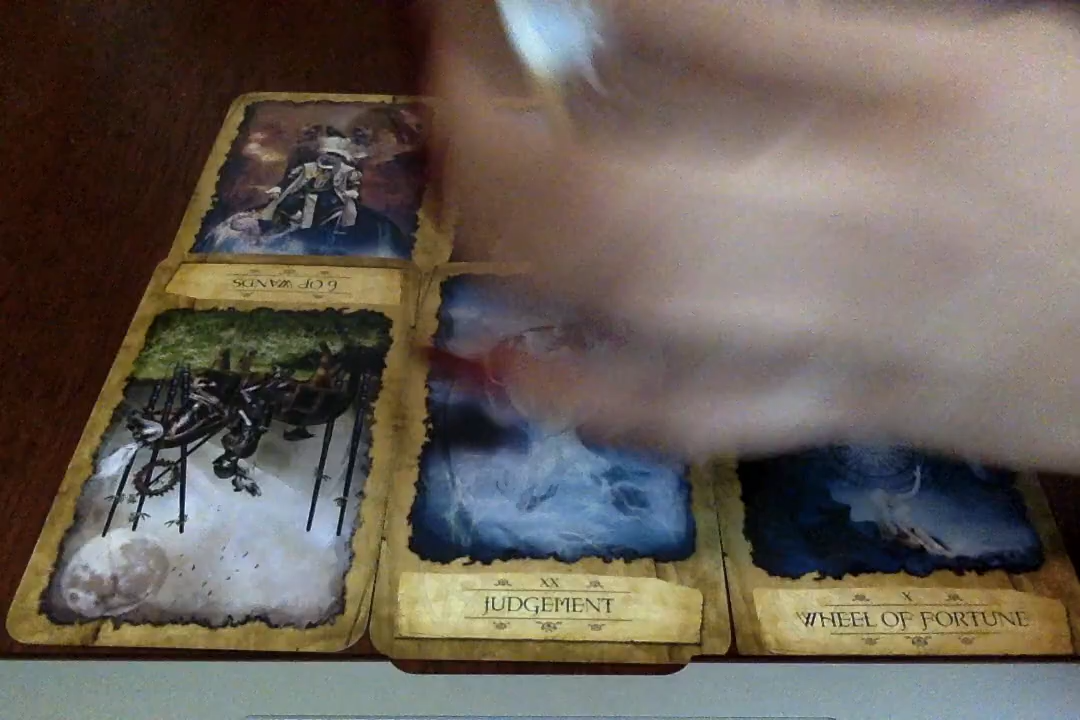 6 OF WANDS
XX
JUDGEMENT
X
WHEEL OF FORTUNE